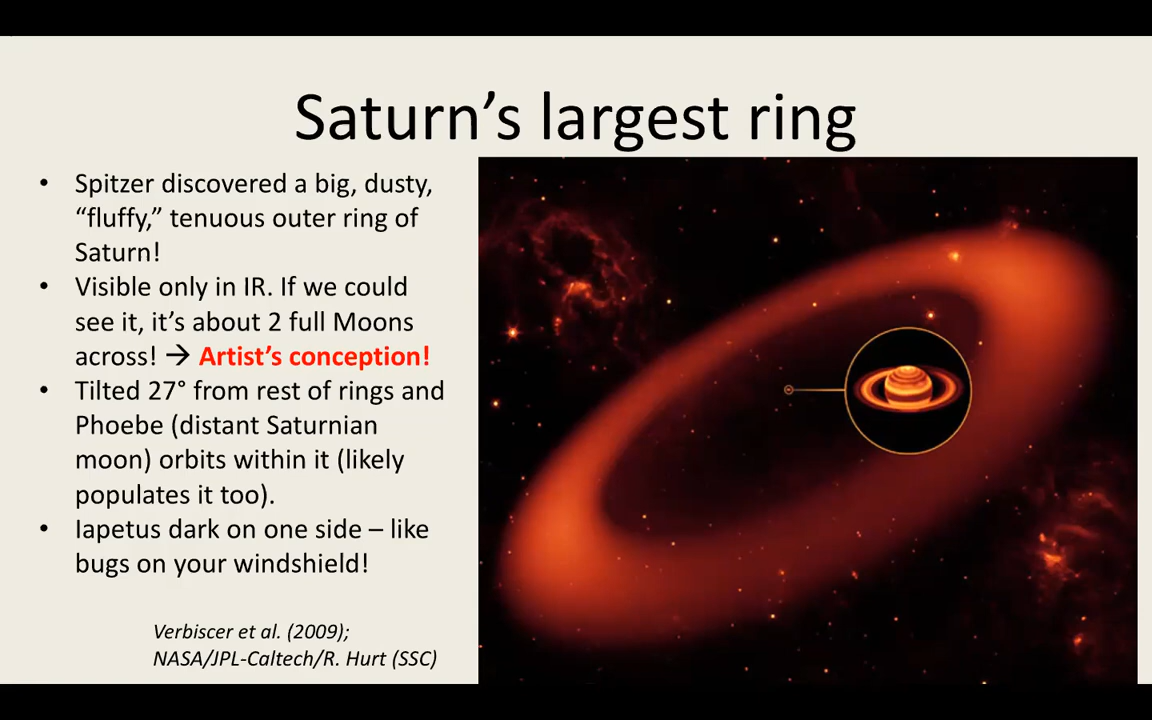 Saturn’s largest ring
• Spitzer discovered a big, dusty,
“fluffy,” tenuous outer ring of
Saturn!
• Visible only in IR. If we could
see it, it’s about 2 full Moons
across! → Artist’s conception!
• Tilted 27° from rest of rings and
Phoebe (distant Saturnian
moon) orbits within it (likely
populates it too).
• Iapetus dark on one side – like
bugs on your windshield!
Verbiscer et al. (2009);
NASA/JPL-Caltech/R. Hurt (SSC)